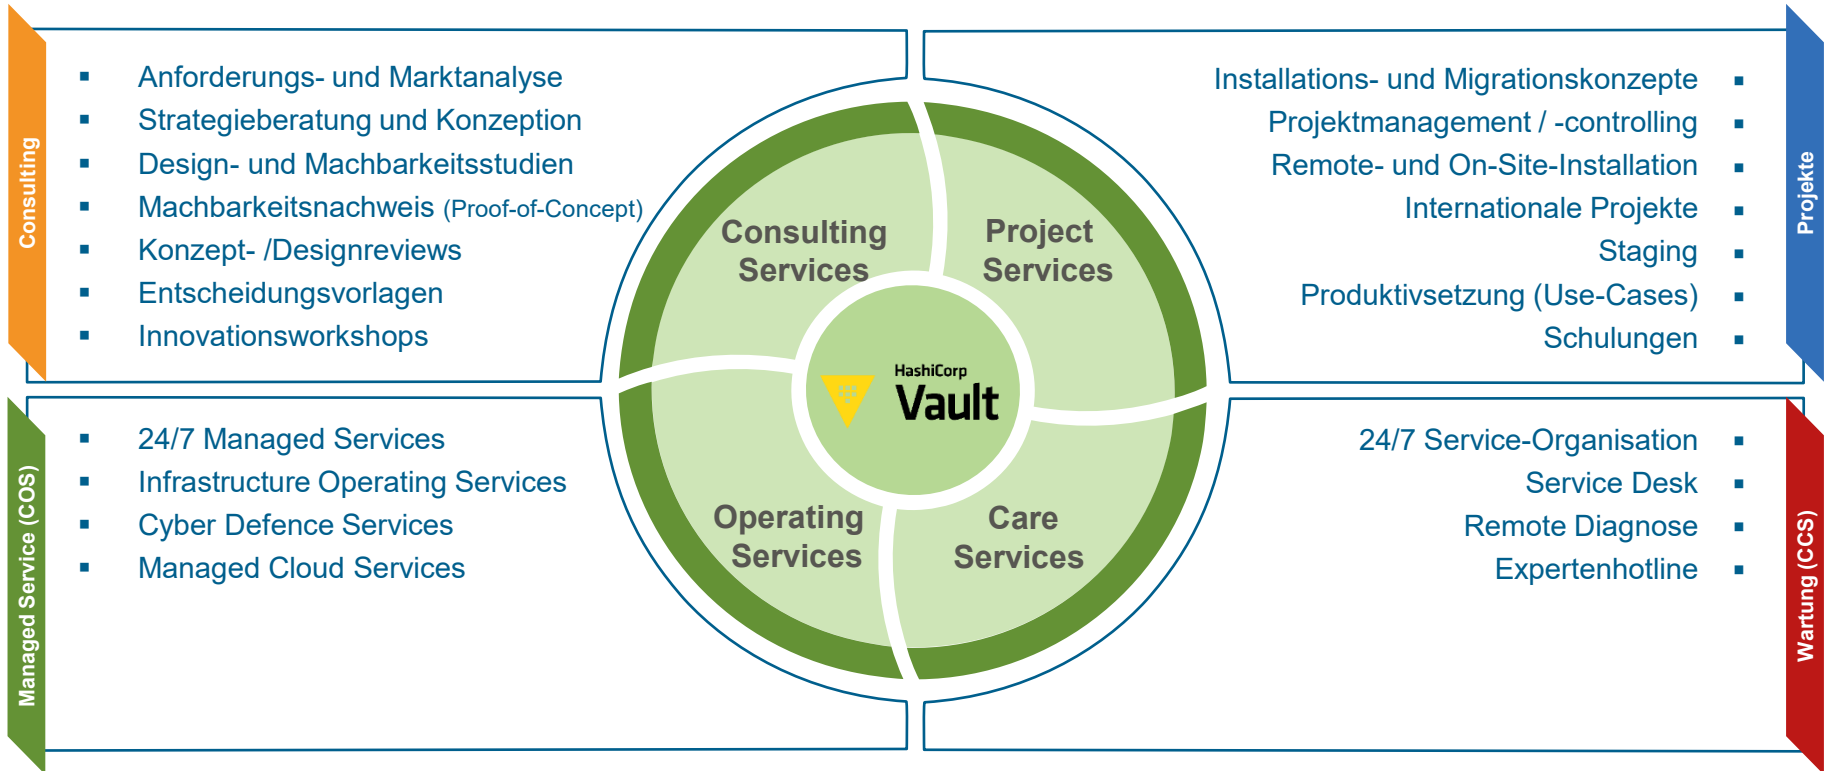 Consulting
Anforderungs- und Marktanalyse
Strategieberatung und Konzeption
Design- und Machbarkeitsstudien
Machbarkeitsnachweis (Proof-of-Concept)
Konzept- /Designreviews
Entscheidungsvorlagen
Innovationsworkshops
Projekte
Installations- und Migrationskonzepte
Projektmanagement / -controlling
Remote- und On-Site-Installation
Internationale Projekte
Staging
Produktivsetzung (Use-Cases)
Schulungen
Consulting
Services
Project
Services
HashiCorp
Vault
Operating
Services
Care
Services
Managed Service (COS)
24/7 Managed Services
Infrastructure Operating Services
Cyber Defence Services
Managed Cloud Services
Wartung (CCS)
24/7 Service-Organisation
Service Desk
Remote Diagnose
Expertenhotline